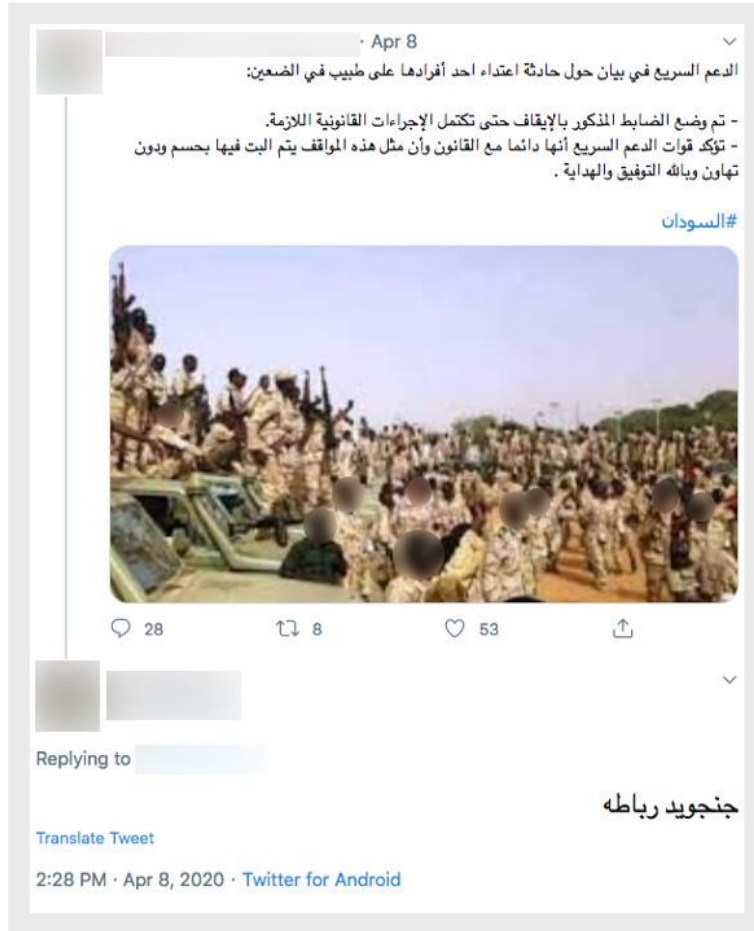 · Apr 8
الدعم السريع في بيان حول حادثة اعتداء احد أفرادها على طبيب في الضعين:
- تم وضع الضابط المذكور بالإيقاف حتى تكتمل الإجراءات القانونية اللازمة.
- تؤكد قوات الدعم السريع أنها دائما مع القانون وأن مثل هذه المواقف يتم البت فيها بحسم ودون
تهاون وبالله التوفيق والهداية .
#السودان
28 8 53
Replying to
جنجويد رباطه
Translate Tweet
2:28 PM · Apr 8, 2020 · Twitter for Android